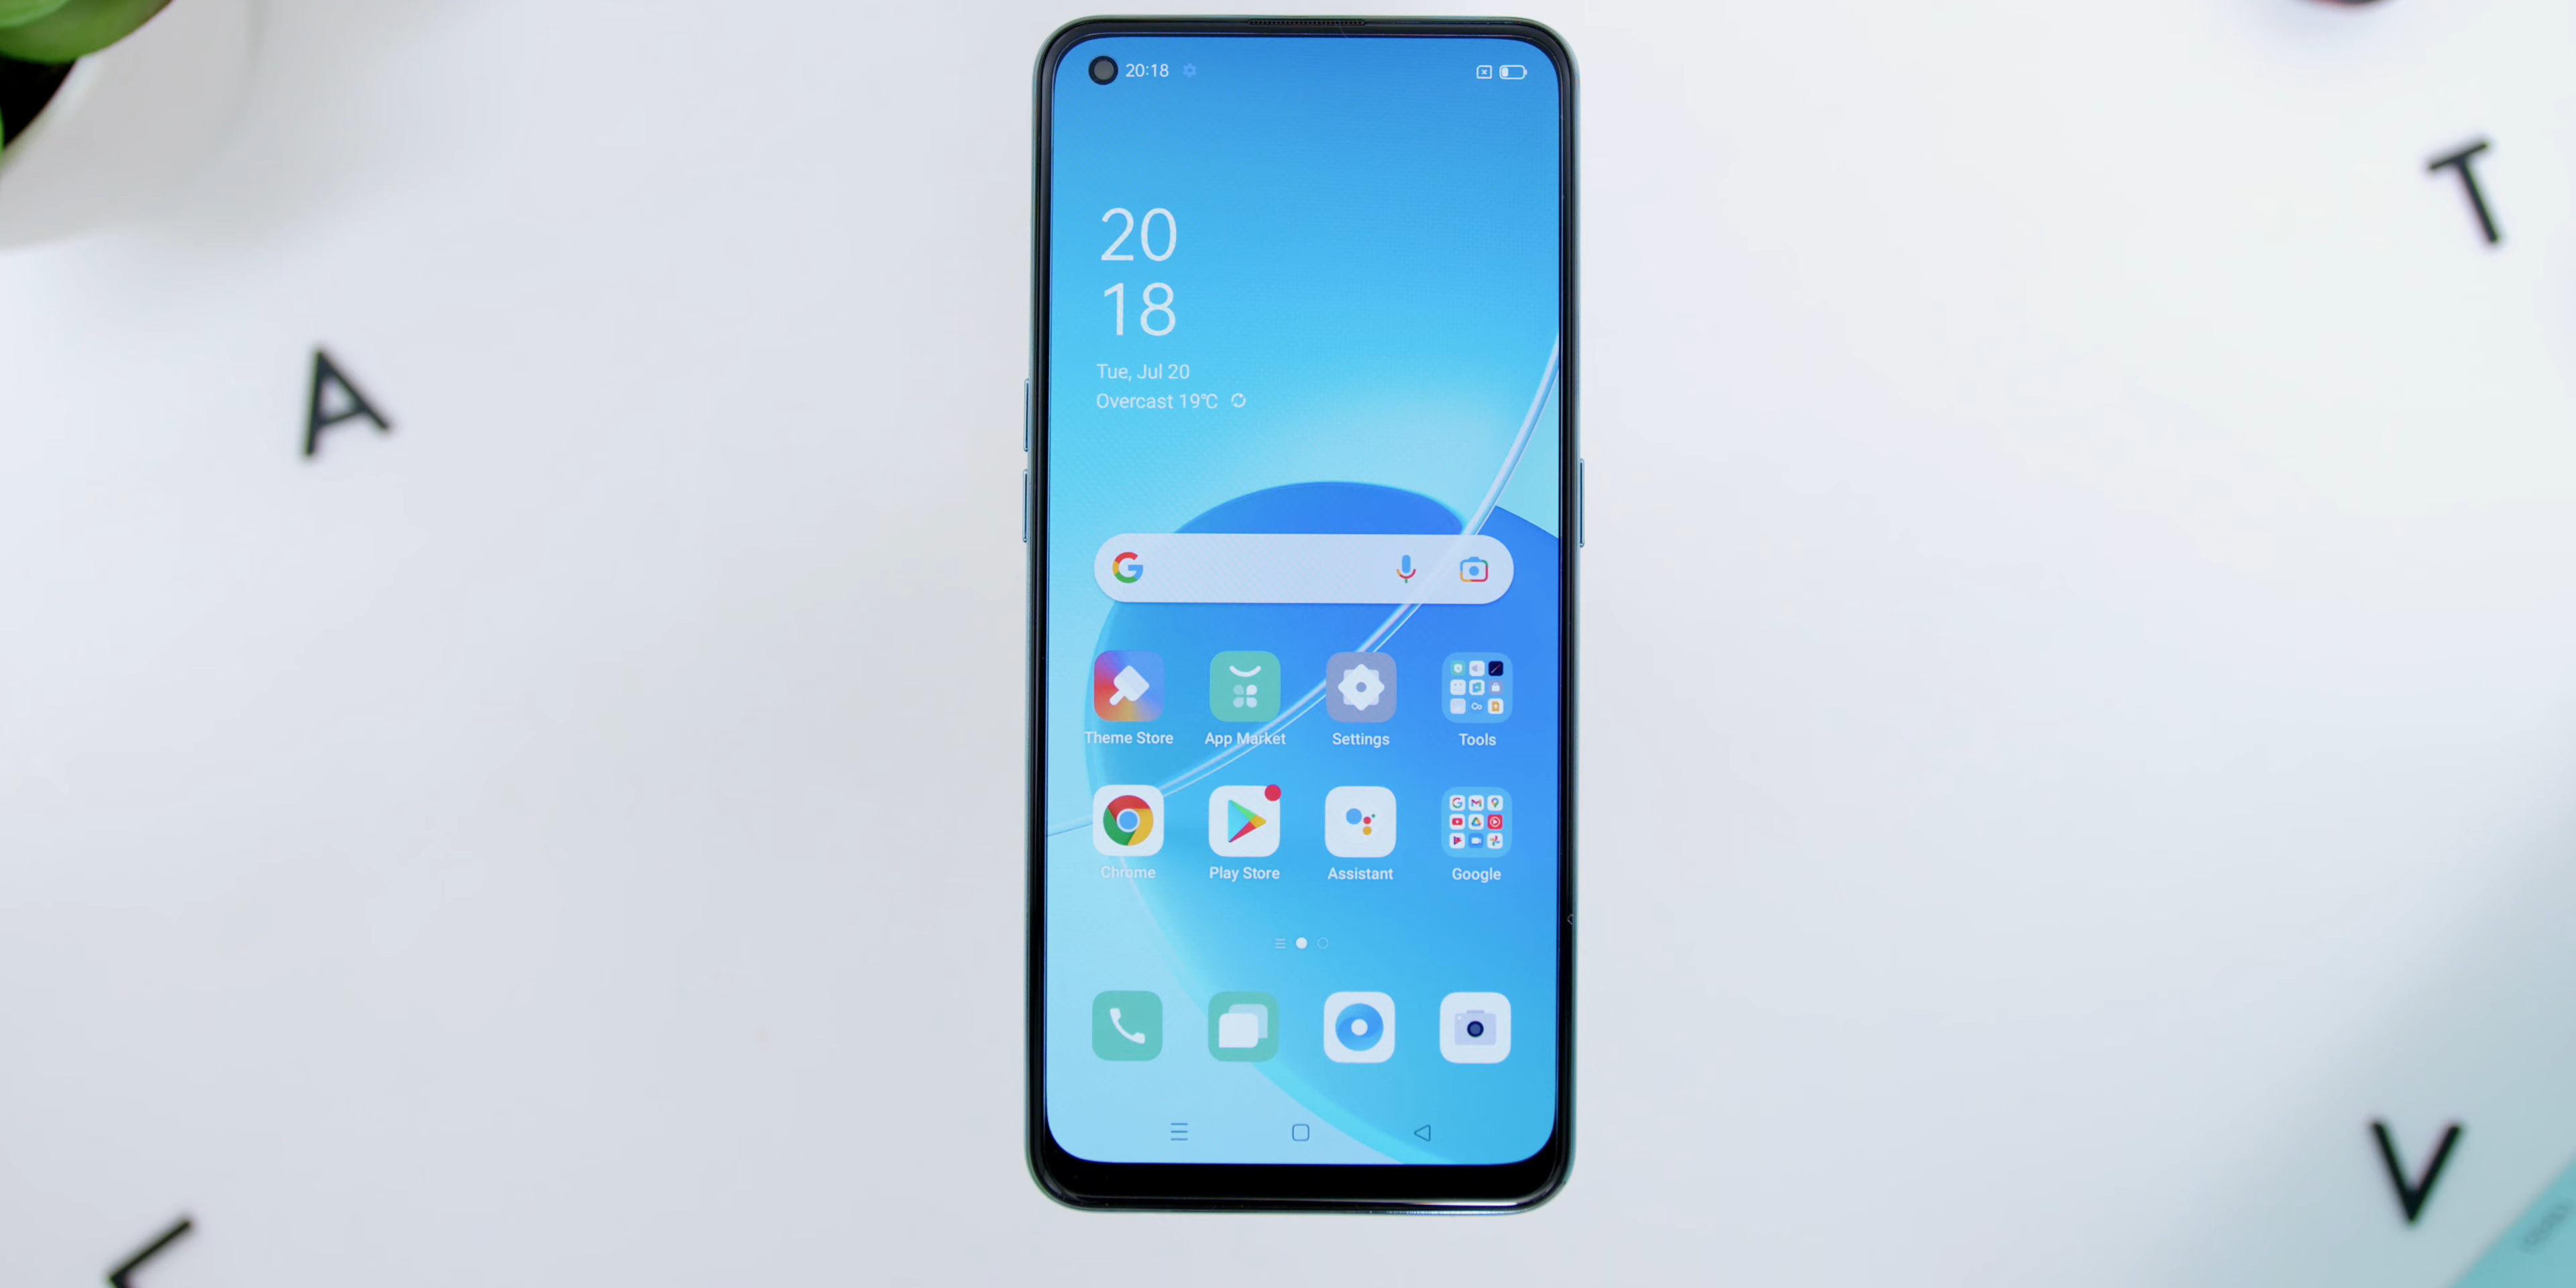 20:18
20
18
Tue, Jul 20
Overcast 19℃
Theme Store
App Market
Settings
Tools
Chrome
Play Store
Assistant
Google
A
T
V